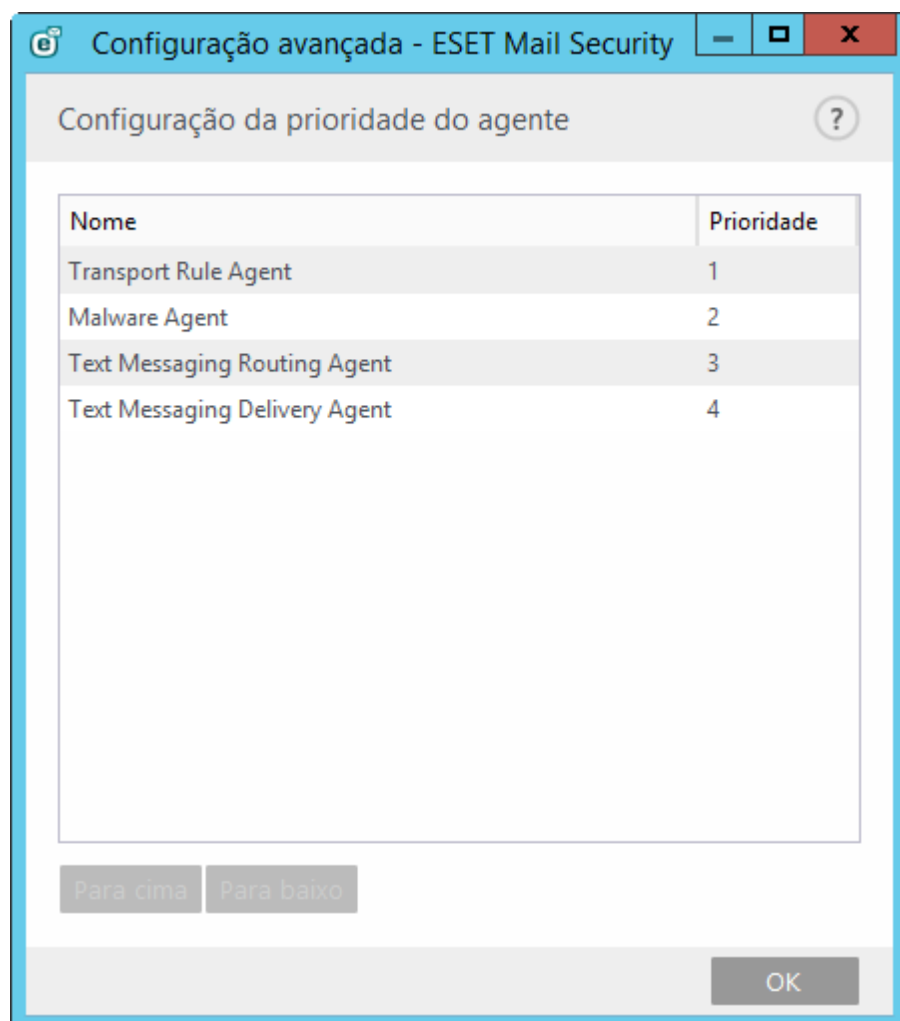 Configuração avançada - ESET Mail Security
Configuração da prioridade do agente
?
Nome Prioridade
Transport Rule Agent 1
Malware Agent 2
Text Messaging Routing Agent 3
Text Messaging Delivery Agent 4
Para cima Para baixo
OK